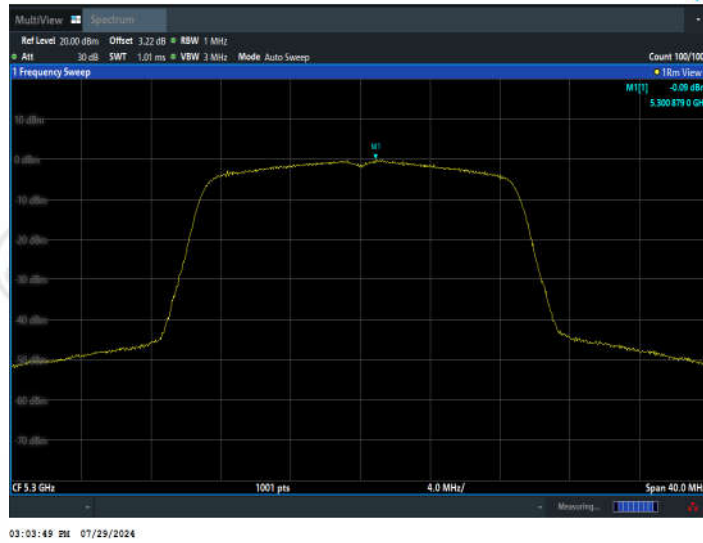 MultiView Spectrum
Ref Level 20.00 dBm Offset 3.22 dB RBW 1 MHz
Att 30 dB SWT 1.01 ms VBW 3 MHz Mode Auto Sweep Count 100/100
1 Frequency Sweep 1Rm View
M1[1] -0.09 dBm
5.300 879 0 GH
M1
10 dBm
0 dBm
-10 dBm
-20 dBm
-30 dBm
-40 dBm
-50 dBm
-60 dBm
-70 dBm
CF 5.3 GHz 1001 pts 4.0 MHz/ Span 40.0 MH
Measuring...
03:03:49 PM 07/29/2024